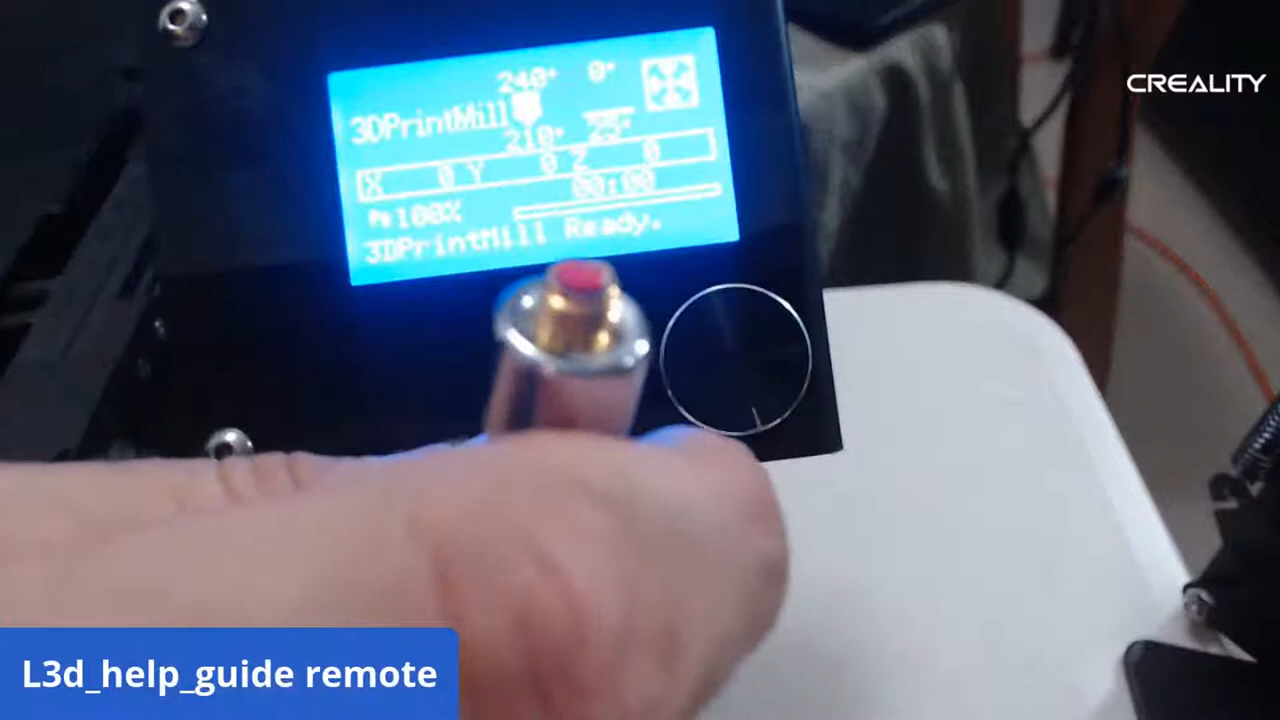 CREALITY
240° 0°
3DPrintMill
210° 25°
X 0 Y 0 Z 0
00:00
100%
3DPrintMill Ready.
L3d_help_guide remote